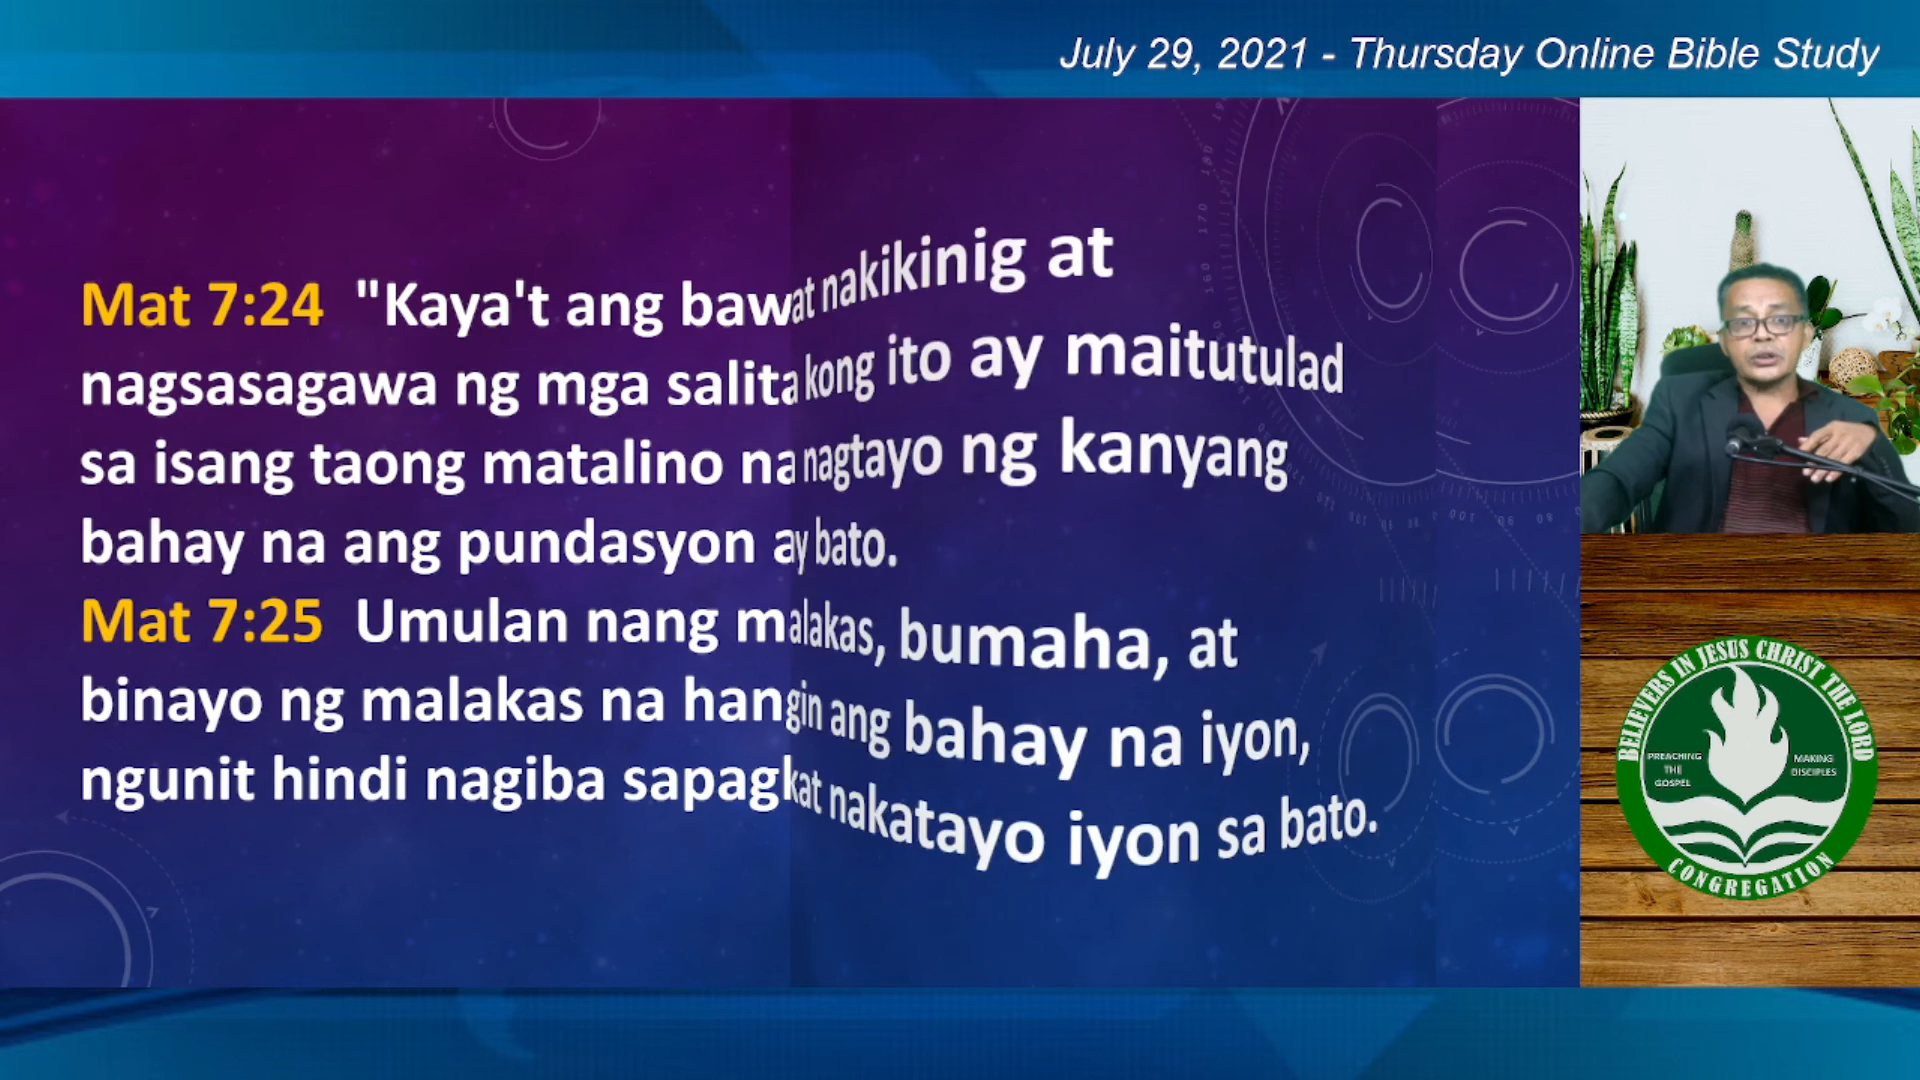 July 29, 2021 - Thursday Online Bible Study
Mat 7:24 "Kaya't ang bawat nakikinig at
nagsasagawa ng mga salita kong ito ay maitutulad
sa isang taong matalino na nagtayo ng kanyang
bahay na ang pundasyon ay bato.
Mat 7:25 Umulan nang malakas, bumaha, at
binayo ng malakas na hangin ang bahay na iyon,
ngunit hindi nagiba sapagkat nakatayo iyon sa bato.
BELIEVERS IN JESUS CHRIST THE LORD
PREACHING
THE
GOSPEL
MAKING
DISCIPLES
CONGREGATION